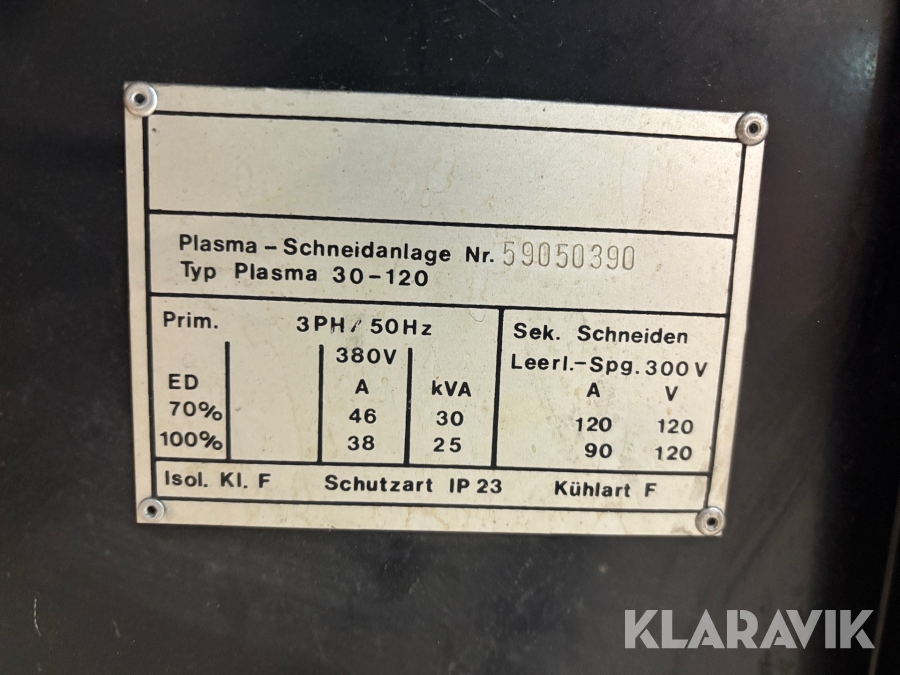 Plasma - Schneidanlage Nr. 59050390
Typ Plasma 30-120
Prim. 3PH/50Hz
380V
ED A kVA
70% 46 30
100% 38 25
Sek. Schneiden
Leerl.-Spg. 300 V
A V
120 120
90 120
Isol. Kl. F Schutzart IP 23 Kühlart F
KLARAVIK